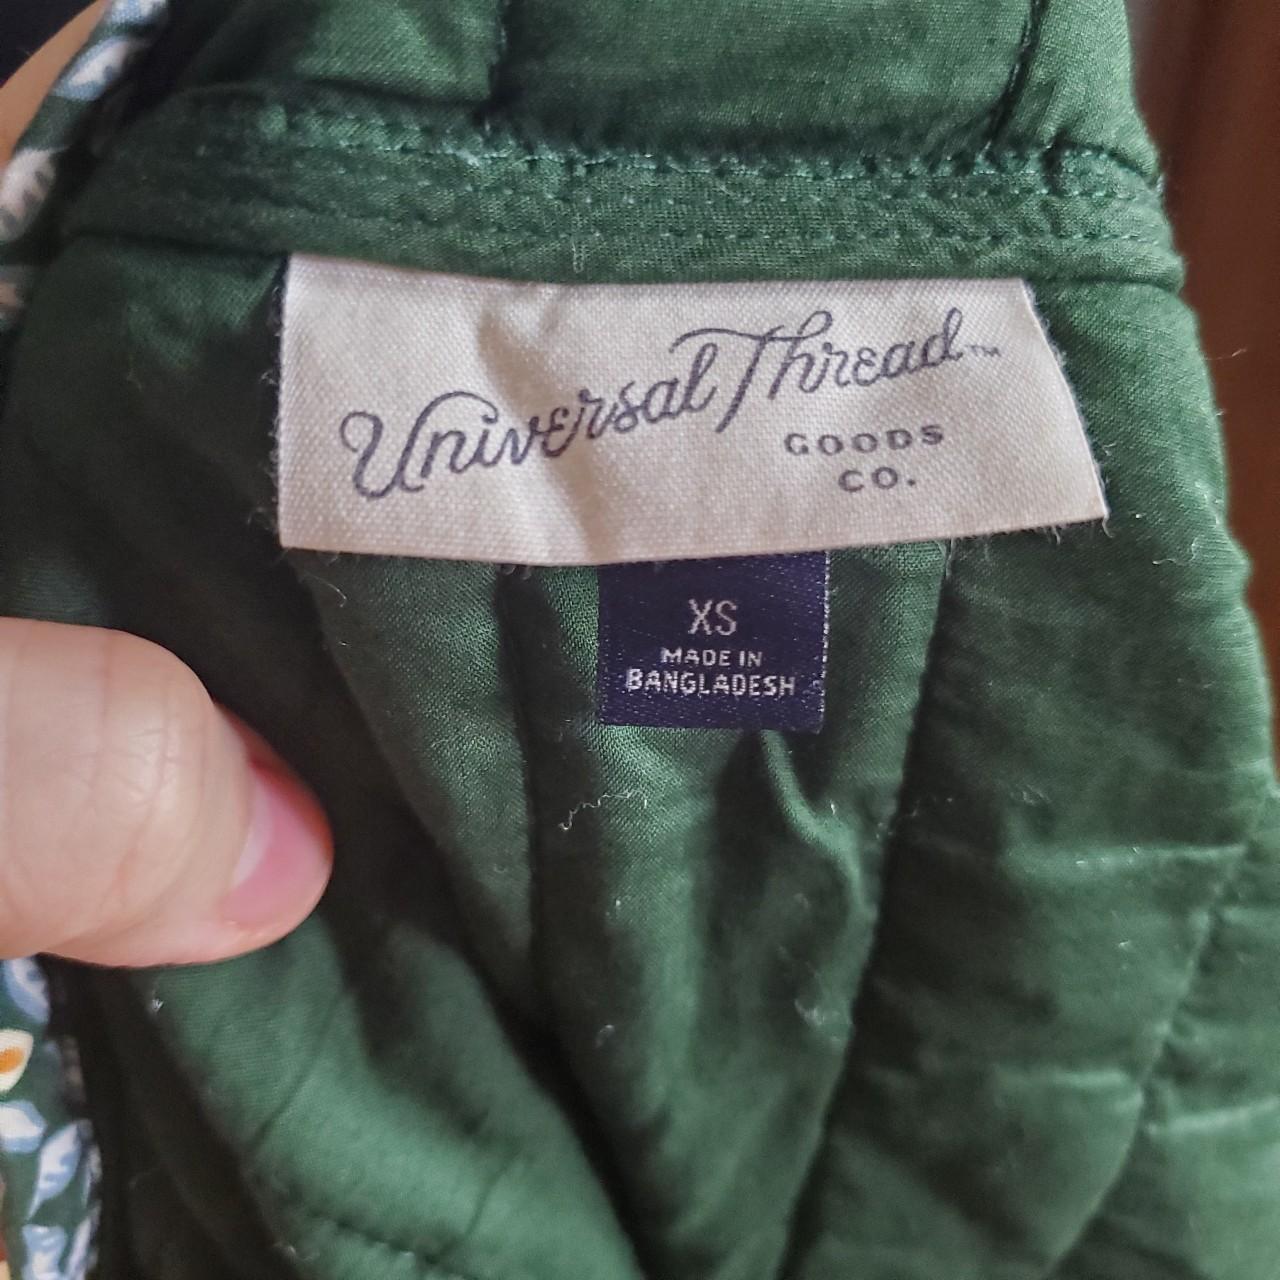 Universal Thread™
GOODS
CO.
XS
MADE IN
BANGLADESH